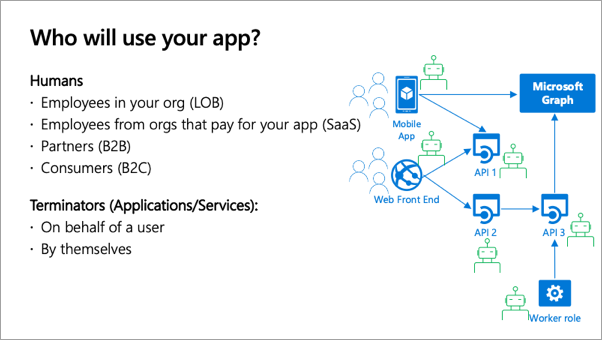 Who will use your app?
Humans
· Employees in your org (LOB)
· Employees from orgs that pay for your app (SaaS)
· Partners (B2B)
· Consumers (B2C)
Terminators (Applications/Services):
· On behalf of a user
· By themselves
Microsoft
Graph
Mobile
App
API 1
Web Front End
API 2
API 3
Worker role